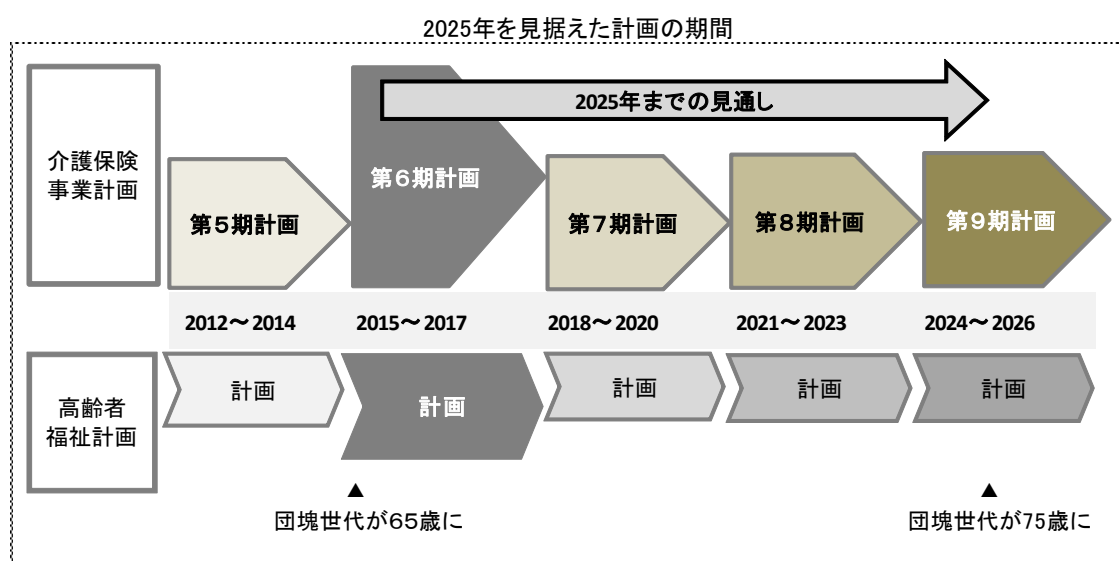 2025年を見据えた計画の期間
2025年までの見通し
介護保険
事業計画
第5期計画
第6期計画
第7期計画
第8期計画
第9期計画
2012～2014
2015～2017
2018～2020
2021～2023
2024～2026
高齢者
福祉計画
計画
計画
計画
計画
計画
▲
団塊世代が65歳に
▲
団塊世代が75歳に